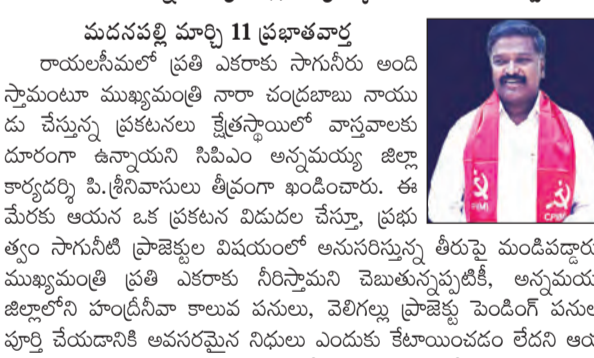 మదనపల్లి మార్చి 11 ప్రభాతవార్త
రాయలసీమలో ప్రతి ఎకరాకు సాగునీరు అంది
స్తామంటూ ముఖ్యమంత్రి నారా చంద్రబాబు నాయు
డు చేస్తున్న ప్రకటనలు క్షేత్రస్థాయిలో వాస్తవాలకు
దూరంగా ఉన్నాయని సిపిఎం అన్నమయ్య జిల్లా
కార్యదర్శి పి.శ్రీనివాసులు తీవ్రంగా ఖండించారు. ఈ
మేరకు ఆయన ఒక ప్రకటన విడుదల చేస్తూ, ప్రభు
త్వం సాగునీటి ప్రాజెక్టుల విషయంలో అనుసరిస్తున్న తీరుపై మండిపడ్డారు
ముఖ్యమంత్రి ప్రతి ఎకరాకు నీరిస్తామని చెబుతున్నప్పటికీ, అన్నమయ
జిల్లాలోని హంద్రీనీవా కాలువ పనులు, వెలిగల్లు ప్రాజెక్టు పెండింగ్ పనుల
పూర్తి చేయడానికి అవసరమైన నిధులు ఎందుకు కేటాయించడం లేదని ఆయ